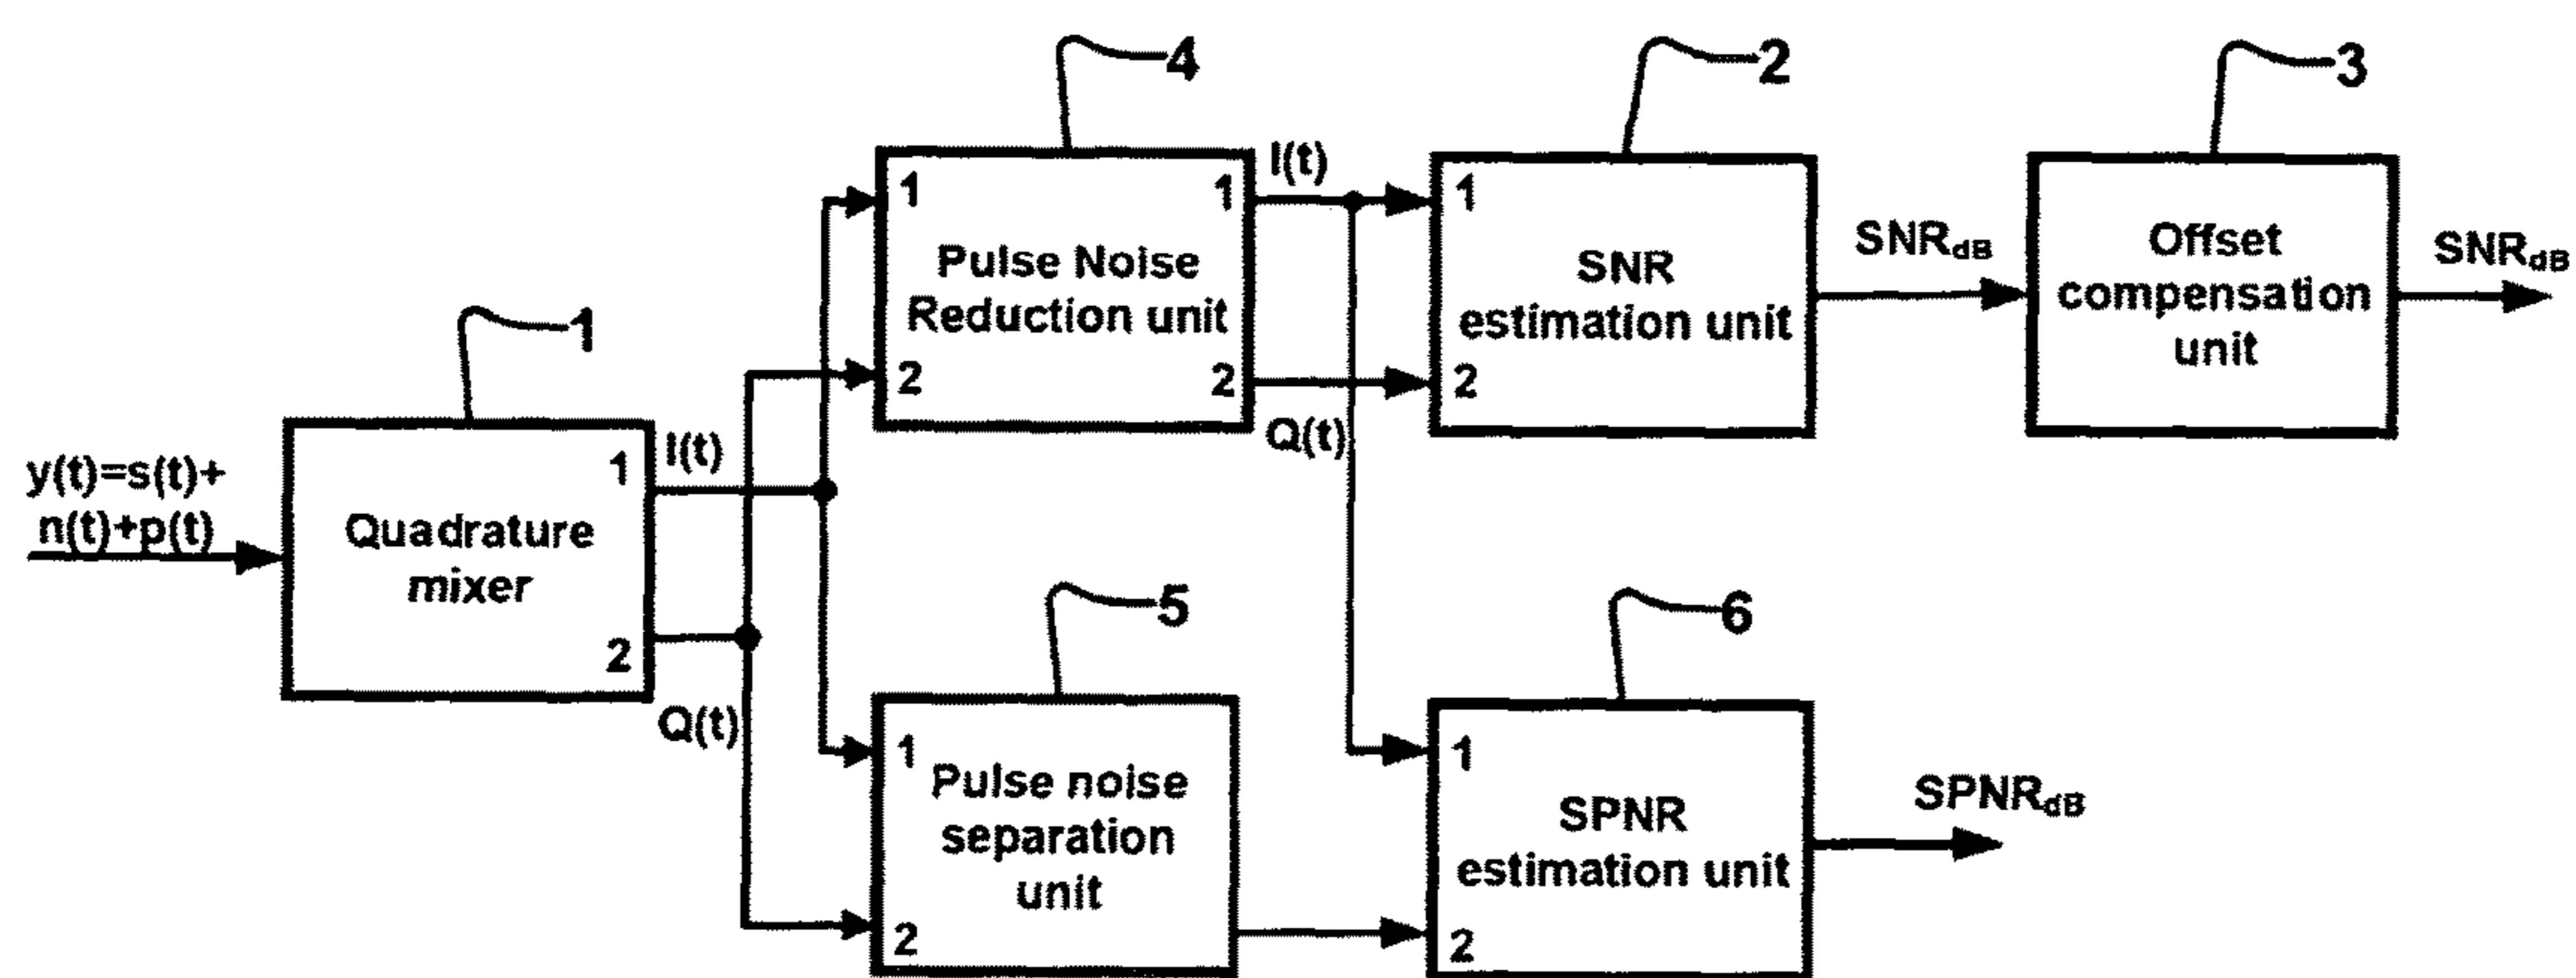 4
2
3
1
1
1
I(t)
2
2
Q(t)
Pulse Noise
Reduction unit
1
2
SNR
estimation unit
SNRdB
Offset
compensation
unit
SNRdB
y(t)=s(t)+
n(t)+p(t)
Quadrature
mixer
1
I(t)
2
Q(t)
5
6
1
2
Pulse noise
separation
unit
1
2
SPNR
estimation unit
SPNRdB